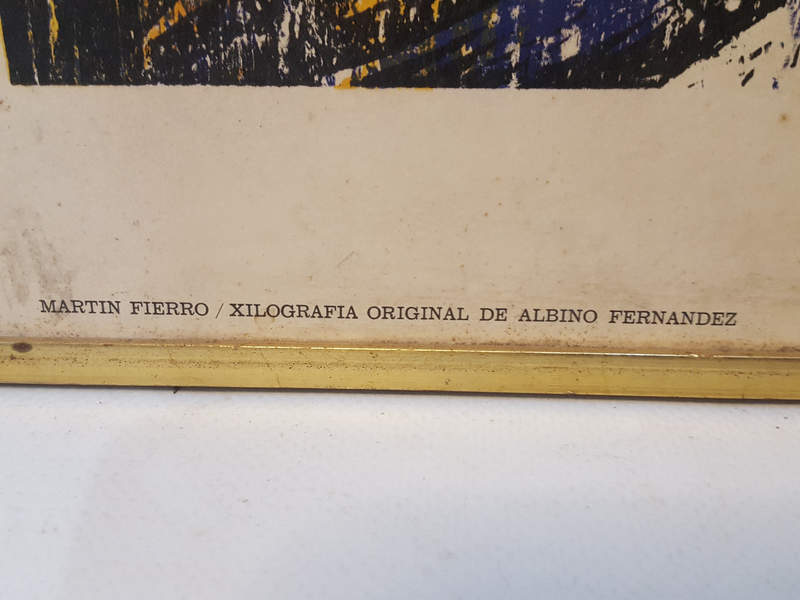 MARTIN FIERRO / XILOGRAFIA ORIGINAL DE ALBINO FERNANDEZ